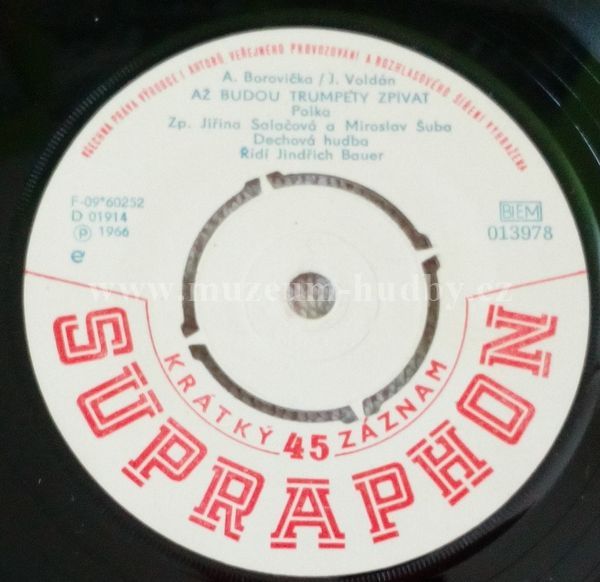 VŠECHNA PRÁVA VÝROBCE I AUTORŮ, VEŘEJNÉHO PROVOZOVÁNÍ A ROZHLASOVÉHO ŠÍŘENÍ VYHRAŽENA
A. Borovička/J. Voldán
AŽ BUDOU TRUMPETY ZPÍVAT
Polka
Zp. Jiřina Salačová a Miroslav Šuba
Dechová hudba
Řídí Jindřich Bauer
F-09*60252
D 01914
Ⓟ 1966
e
BIEM
013978
www.muzeum-hudby.cz
KRÁTKÝ 45 ZÁZNAM
SUPRAPHON